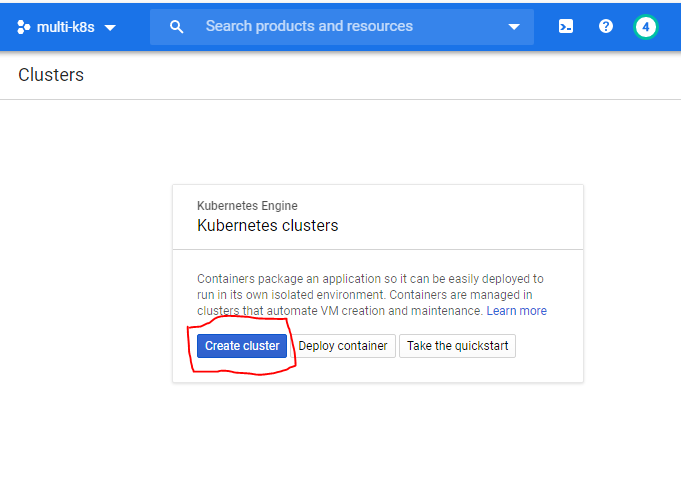 multi-k8s
Search products and resources
4
Clusters
Kubernetes Engine
Kubernetes clusters
Containers package an application so it can be easily deployed to
run in its own isolated environment. Containers are managed in
clusters that automate VM creation and maintenance. Learn more
Create cluster Deploy container Take the quickstart